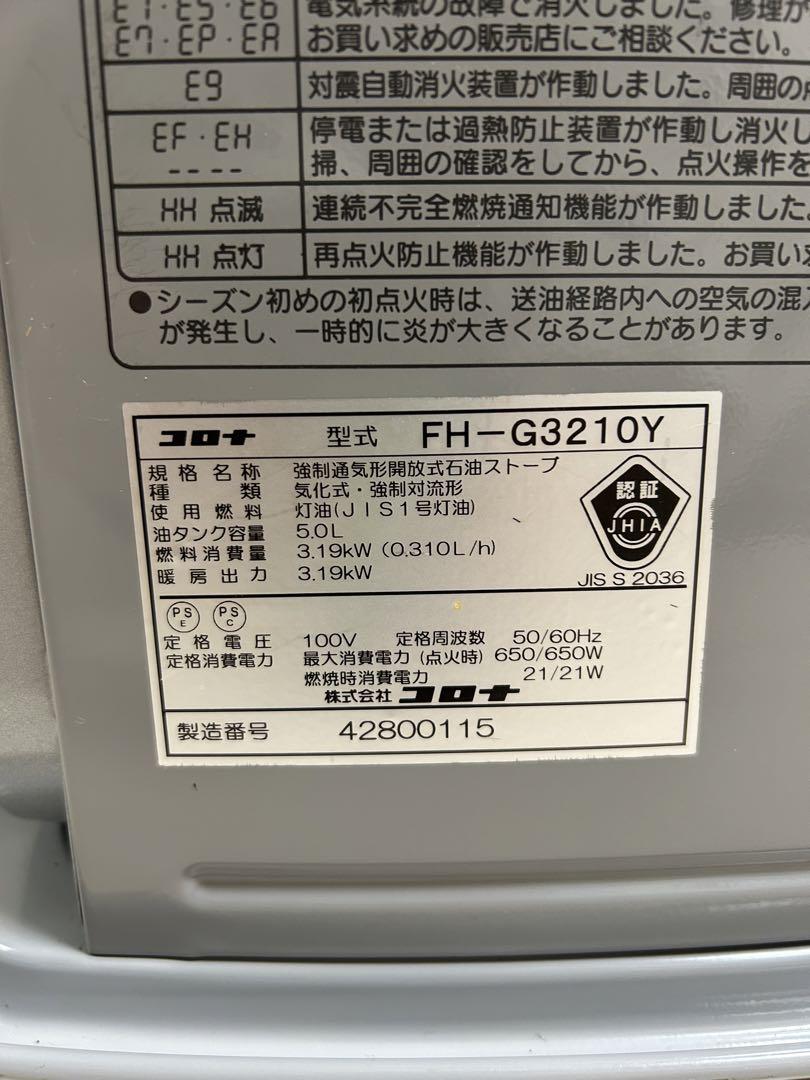 E7・EP・EA お買い求めの販売店にご相談ください。
E9 対震自動消火装置が作動しました。周囲の
EF・EH 停電または過熱防止装置が作動し消火し
---- 掃、周囲の確認をしてから、点火操作を
HH 点滅 連続不完全燃焼通知機能が作動しました。
HH 点灯 再点火防止機能が作動しました。お買い
●シーズン初めの初点火時は、送油経路内への空気の混入
が発生し、一時的に炎が大きくなることがあります。
コロナ 型式 FH-G3210Y
規格名称 強制通気形開放式石油ストーブ
種類 気化式・強制対流形
使用燃料 灯油(JIS1号灯油)
油タンク容量 5.0L
燃料消費量 3.19kW (0.310L/h)
暖房出力 3.19kW
認証
JHIA
JIS S 2036
PS E PS C
定格電圧 100V 定格周波数 50/60Hz
定格消費電力 最大消費電力 (点火時) 650/650W
燃焼時消費電力 21/21W
株式会社 コロナ
製造番号 42800115